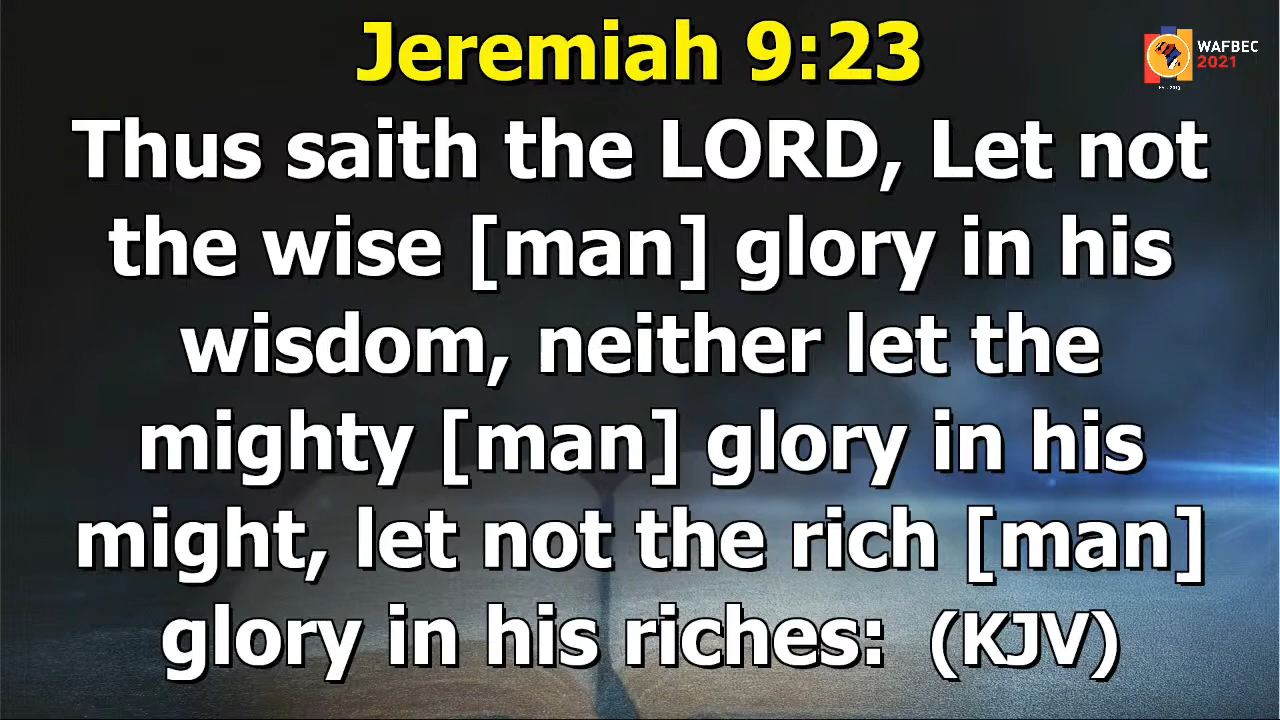 Jeremiah 9:23
WAFBEC
2021
Thus saith the LORD, Let not
the wise [man] glory in his
wisdom, neither let the
mighty [man] glory in his
might, let not the rich [man]
glory in his riches: (KJV)